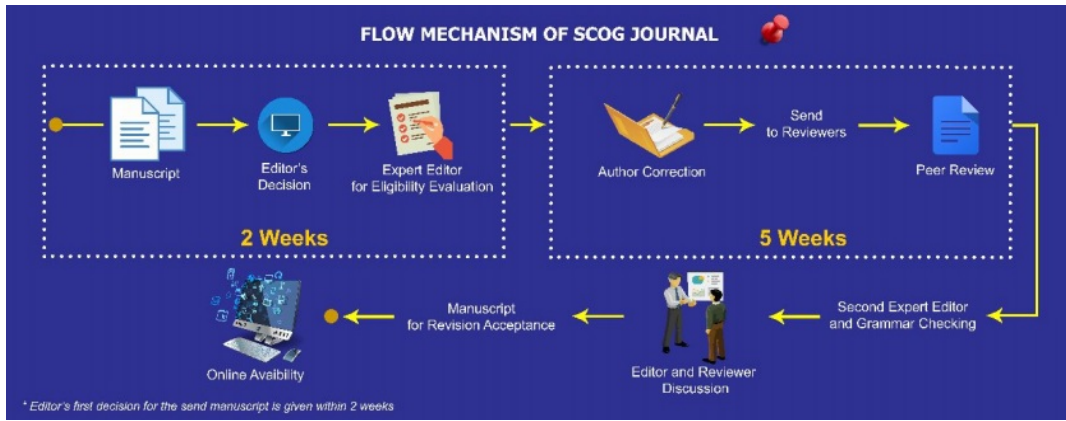 FLOW MECHANISM OF SCOG JOURNAL
Manuscript
Editor's
Decision
Expert Editor
for Eligibility Evaluation
2 Weeks
Author Correction
Send
to Reviewers
Peer Review
5 Weeks
Second Expert Editor
and Grammar Checking
Editor and Reviewer
Discussion
Manuscript
for Revision Acceptance
Online Avaibility
* Editor's first decision for the send manuscript is given within 2 weeks